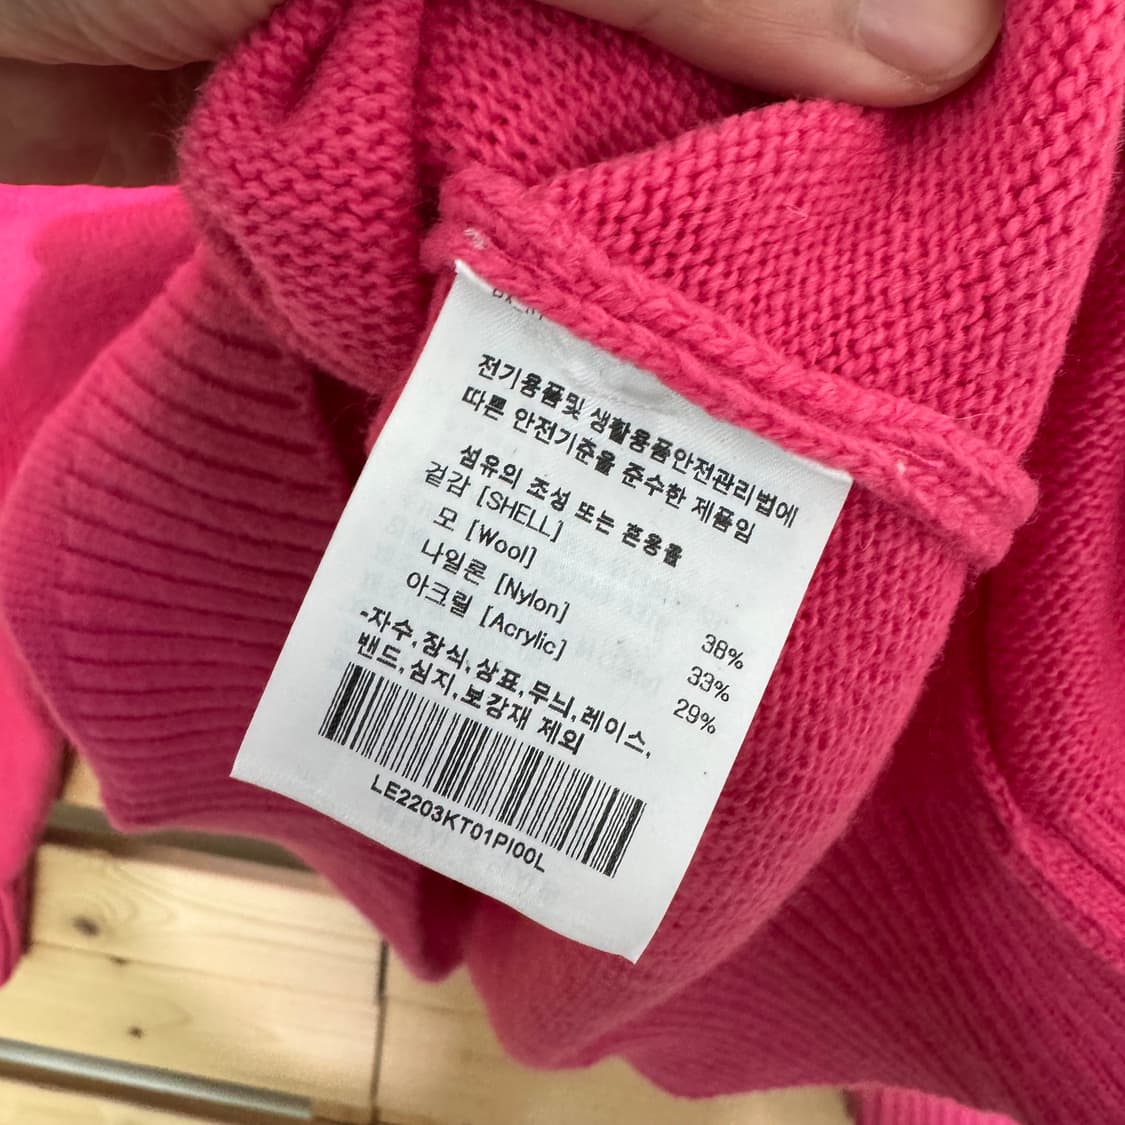 전기용품및 생활용품안전관리법에
따른 안전기준을 준수한 제품임
섬유의 조성 또는 혼용율
겉감 [SHELL]
모 [Wool] 38%
나일론 [Nylon] 33%
아크릴 [Acrylic] 29%
-자수,장식,상표,무늬,레이스,
밴드,심지,보강재 제외
LE2203KT01PI00L